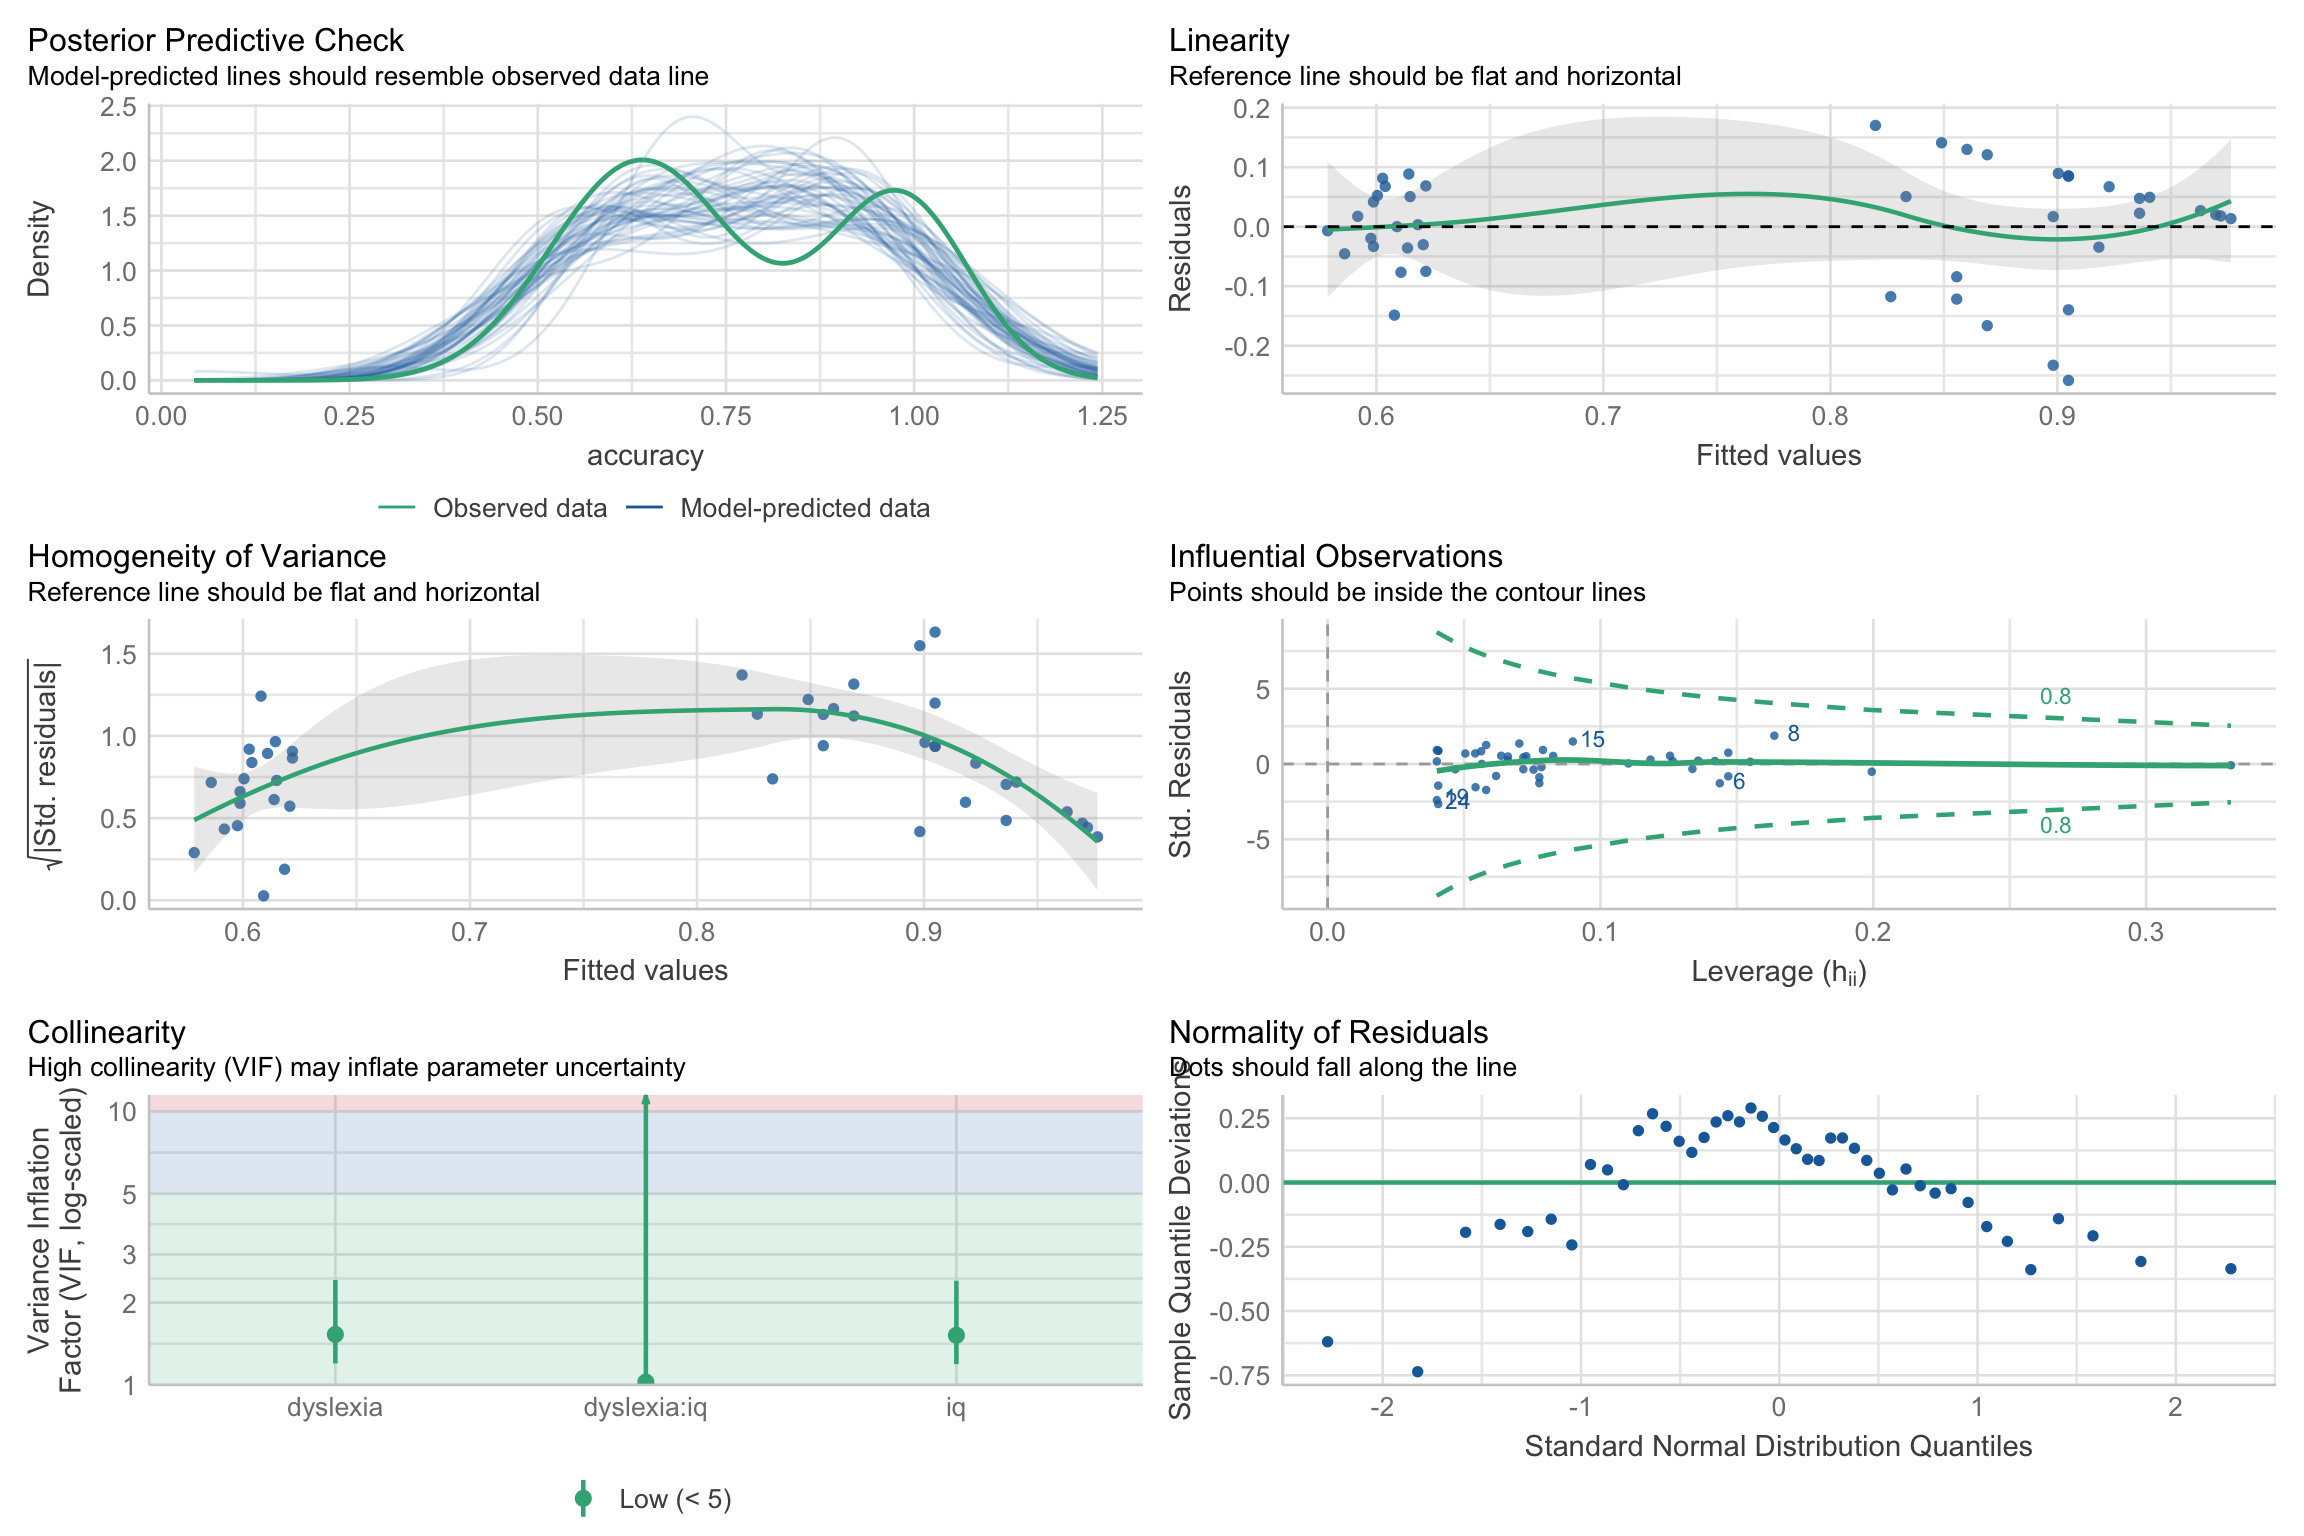 Posterior Predictive Check
Model-predicted lines should resemble observed data line
Density
2.5
2.0
1.5
1.0
0.5
0.0
0.00 0.25 0.50 0.75 1.00 1.25
accuracy
Observed data Model-predicted data
Linearity
Reference line should be flat and horizontal
Residuals
0.2
0.1
0.0
-0.1
-0.2
0.6 0.7 0.8 0.9
Fitted values
Homogeneity of Variance
Reference line should be flat and horizontal
√|Std. residuals|
1.5
1.0
0.5
0.0
0.6 0.7 0.8 0.9
Fitted values
Influential Observations
Points should be inside the contour lines
Std. Residuals
5
0
-5
0.8
15
8
6
19
24
0.8
0.0 0.1 0.2 0.3
Leverage (hii)
Collinearity
High collinearity (VIF) may inflate parameter uncertainty
Variance Inflation
Factor (VIF, log-scaled)
10
5
3
2
1
dyslexia dyslexia:iq iq
Low (< 5)
Normality of Residuals
Dots should fall along the line
Sample Quantile Deviations
0.25
0.00
-0.25
-0.50
-0.75
-2 -1 0 1 2
Standard Normal Distribution Quantiles